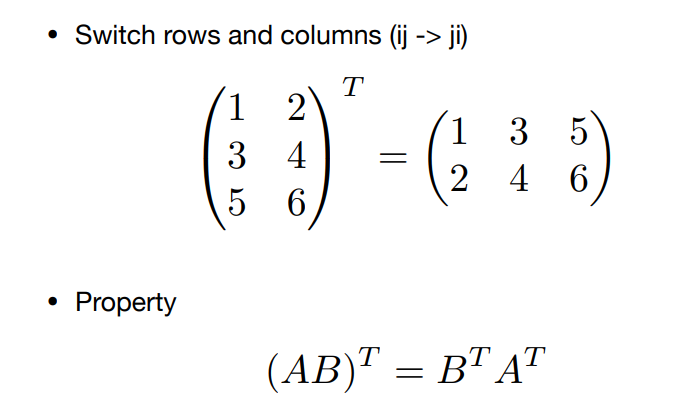 • Switch rows and columns (ij -> ji)
(1 2
3 4
5 6)^T = (1 3 5
2 4 6)
• Property
(AB)^T = B^T A^T